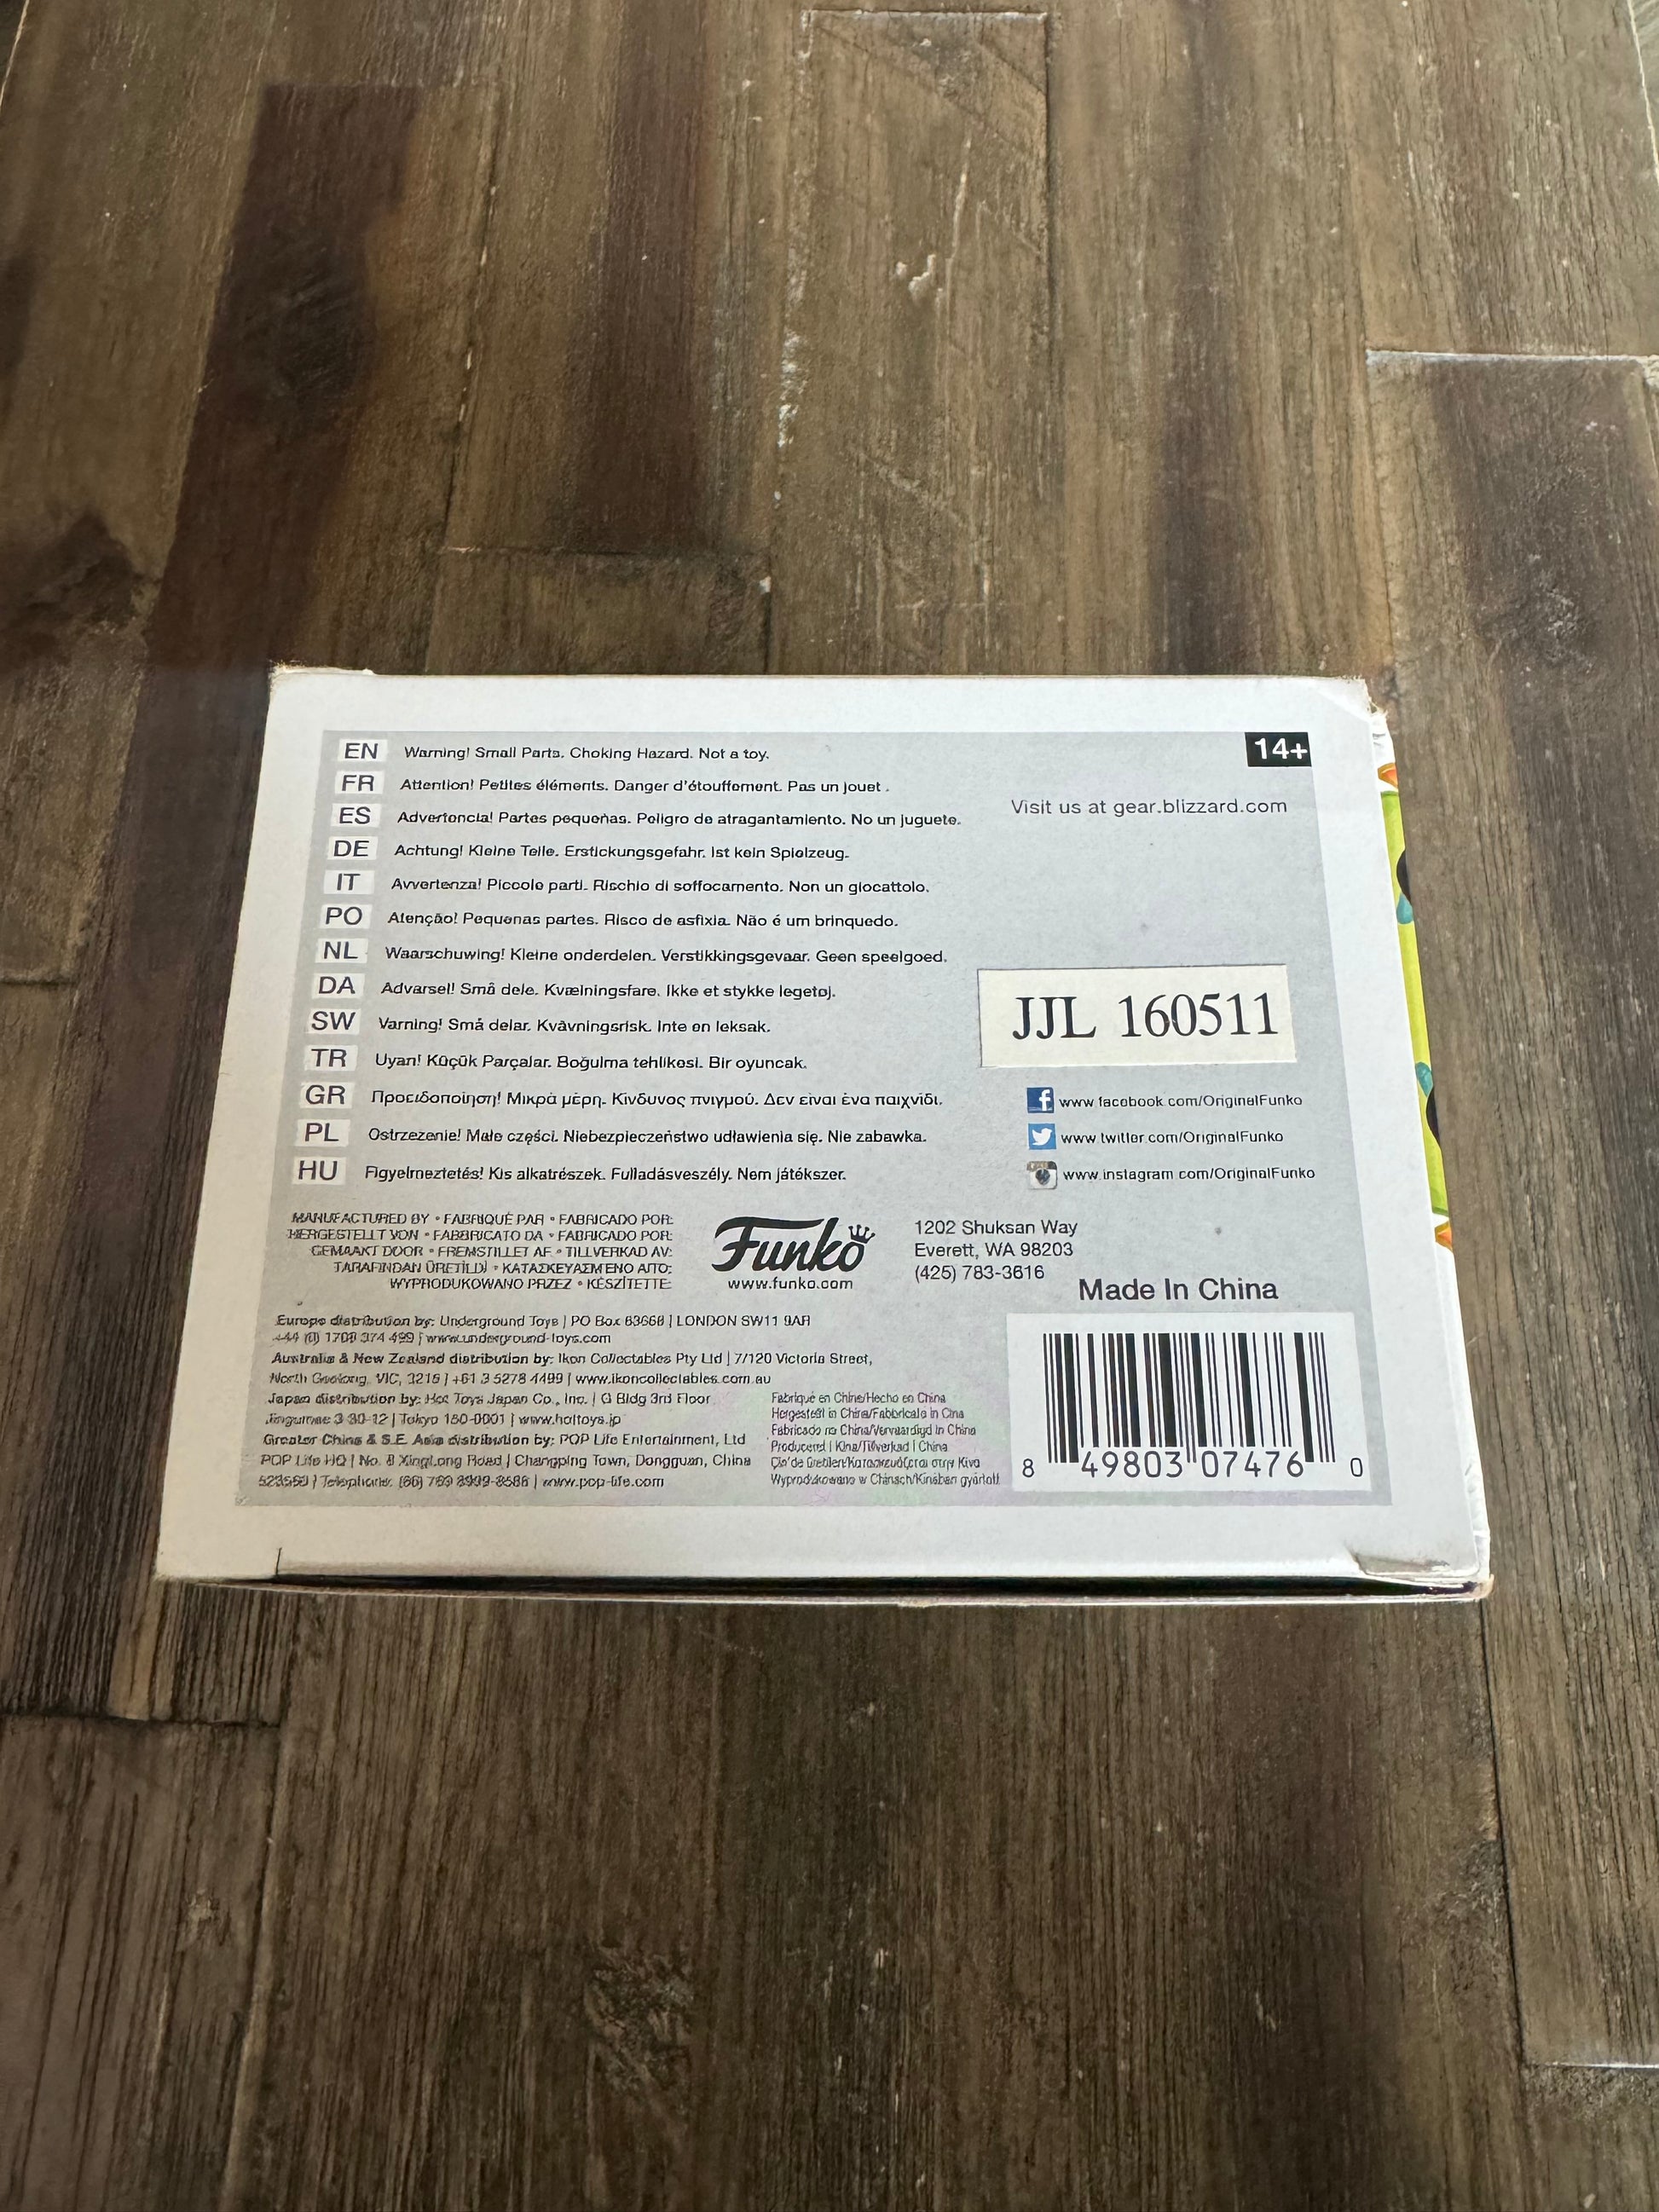 EN Warning! Small Parts. Choking Hazard. Not a toy.
14+
FR Attention! Petites éléments. Danger d'étouffement. Pas un jouet.
Visit us at gear.blizzard.com
ES Advertencia! Partes pequeñas. Peligro de atragantamiento. No un juguete.
DE Achtung! Kleine Teile. Erstickungsgefahr. Ist kein Spielzeug.
IT Avvertenza! Piccole parti. Rischio di soffocamento. Non un giocattolo.
PO Atenção! Pequenas partes. Risco de asfixia. Não é um brinquedo.
NL Waarschuwing! Kleine onderdelen. Verstikkingsgevaar. Geen speelgoed.
DA Advarsel! Små dele. Kvælningsfare. Ikke et stykke legetøj.
SW Varning! Små delar. Kvävningsrisk. Inte en leksak.
TR Uyarı! Küçük Parçalar. Boğulma tehlikesi. Bir oyuncak.
GR Προειδοποίηση! Μικρά μέρη. Κίνδυνος πνιγμού. Δεν είναι ένα παιχνίδι.
PL Ostrzeżenie! Małe części. Niebezpieczeństwo udławienia się. Nie zabawka.
HU Figyelmeztetés! Kis alkatrészek. Fulladásveszély. Nem játékszer.
JJL 160511
www.facebook.com/OriginalFunko
www.twitter.com/OriginalFunko
www.instagram.com/OriginalFunko
MANUFACTURED BY • FABRIQUÉ PAR • FABRICADO POR:
HERGESTELLT VON • FABBRICATO DA • FABRICADO POR:
GEMAAKT DOOR • FREMSTILLET AF • TILLVERKAD AV:
TARAFINDAN ÜRETİLDİ • ΚΑΤΑΣΚΕΥΑΣΜΕΝΟ ΑΠΟ:
WYPRODUKOWANO PRZEZ • KÉSZÍTETTE:
Funko
www.funko.com
1202 Shuksan Way
Everett, WA 98203
(425) 783-3616
Made In China
Europe distribution by: Underground Toys | PO Box | LONDON SW11 9AR
www.underground-toys.com
Australia & New Zealand distribution by: Ikon Collectables Pty Ltd | 7/120 Victoria Street,
North Geelong, VIC, 3215 | +61 3 5278 4499 | www.ikoncollectables.com.au
Japan distribution by: Hot Toys Japan Co., Inc. | G Bldg 3rd Floor
3-30-12 | Tokyo 150-0001 | www.hottoys.jp
Greater China & S.E. Asia distribution by: POP Life Entertainment, Ltd
POP Life HQ | No. 8 XingLong Road | Changping Town, Dongguan, China
Telephone: | www.pop-life.com
Fabriqué en Chine/Hecho en China
Hergestellt in China/Fabbricato in Cina
Fabricado na China/Vervaardigd in China
8 49803 07476 0